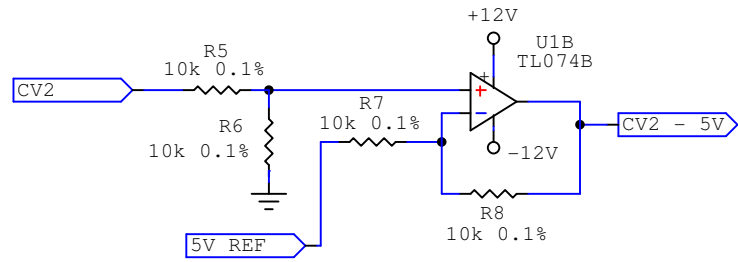 +12V
U1B
TL074B
R5
10k 0.1%
CV2
R7
10k 0.1%
+
+
−
CV2 - 5V
R6
10k 0.1%
-12V
R8
10k 0.1%
5V REF